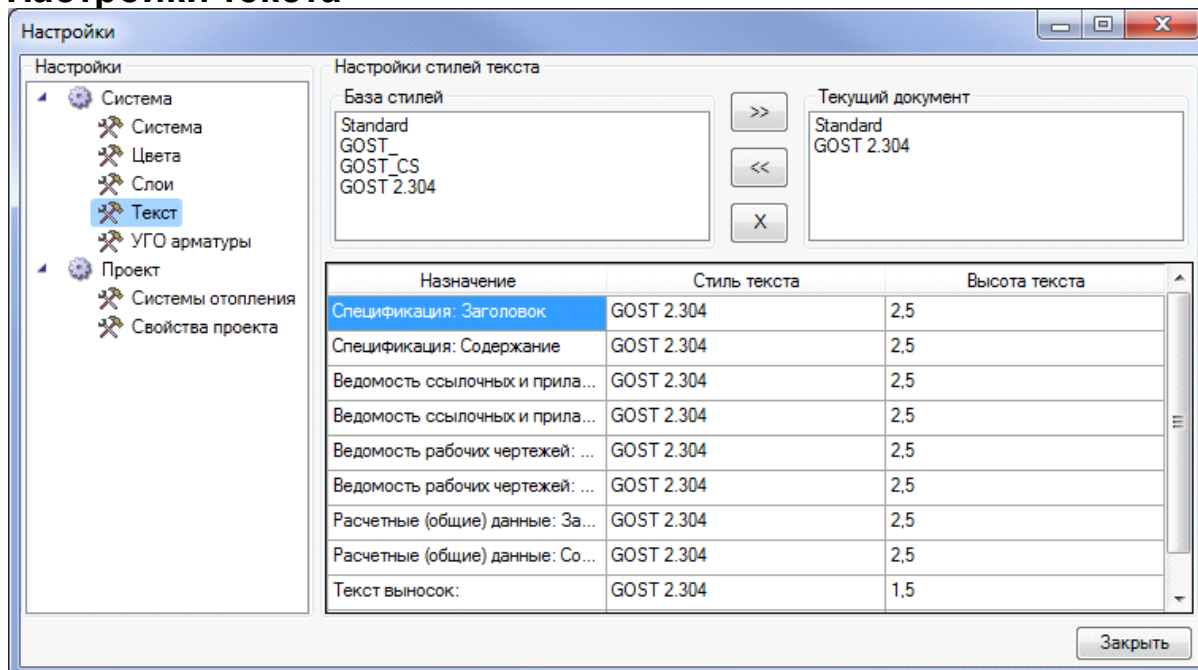 Настройки текста
Настройки
Настройки
Система
Система
Цвета
Слои
Текст
УГО арматуры
Проект
Системы отопления
Свойства проекта
Настройки стилей текста
База стилей
Standard
GOST_
GOST_CS
GOST 2.304
>>
<<
X
Текущий документ
Standard
GOST 2.304
Назначение Стиль текста Высота текста
Спецификация: Заголовок GOST 2.304 2,5
Спецификация: Содержание GOST 2.304 2,5
Ведомость ссылочных и прила... GOST 2.304 2,5
Ведомость ссылочных и прила... GOST 2.304 2,5
Ведомость рабочих чертежей: ... GOST 2.304 2,5
Ведомость рабочих чертежей: ... GOST 2.304 2,5
Расчетные (общие) данные: За... GOST 2.304 2,5
Расчетные (общие) данные: Со... GOST 2.304 2,5
Текст выносок: GOST 2.304 1,5
Закрыть